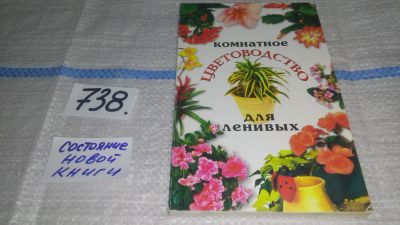 738.
СОСТОЯНИЕ
НОВОЙ
КНИГИ
КОМНАТНОЕ
ЦВЕТОВОДСТВО
ДЛЯ
ЛЕНИВЫХ